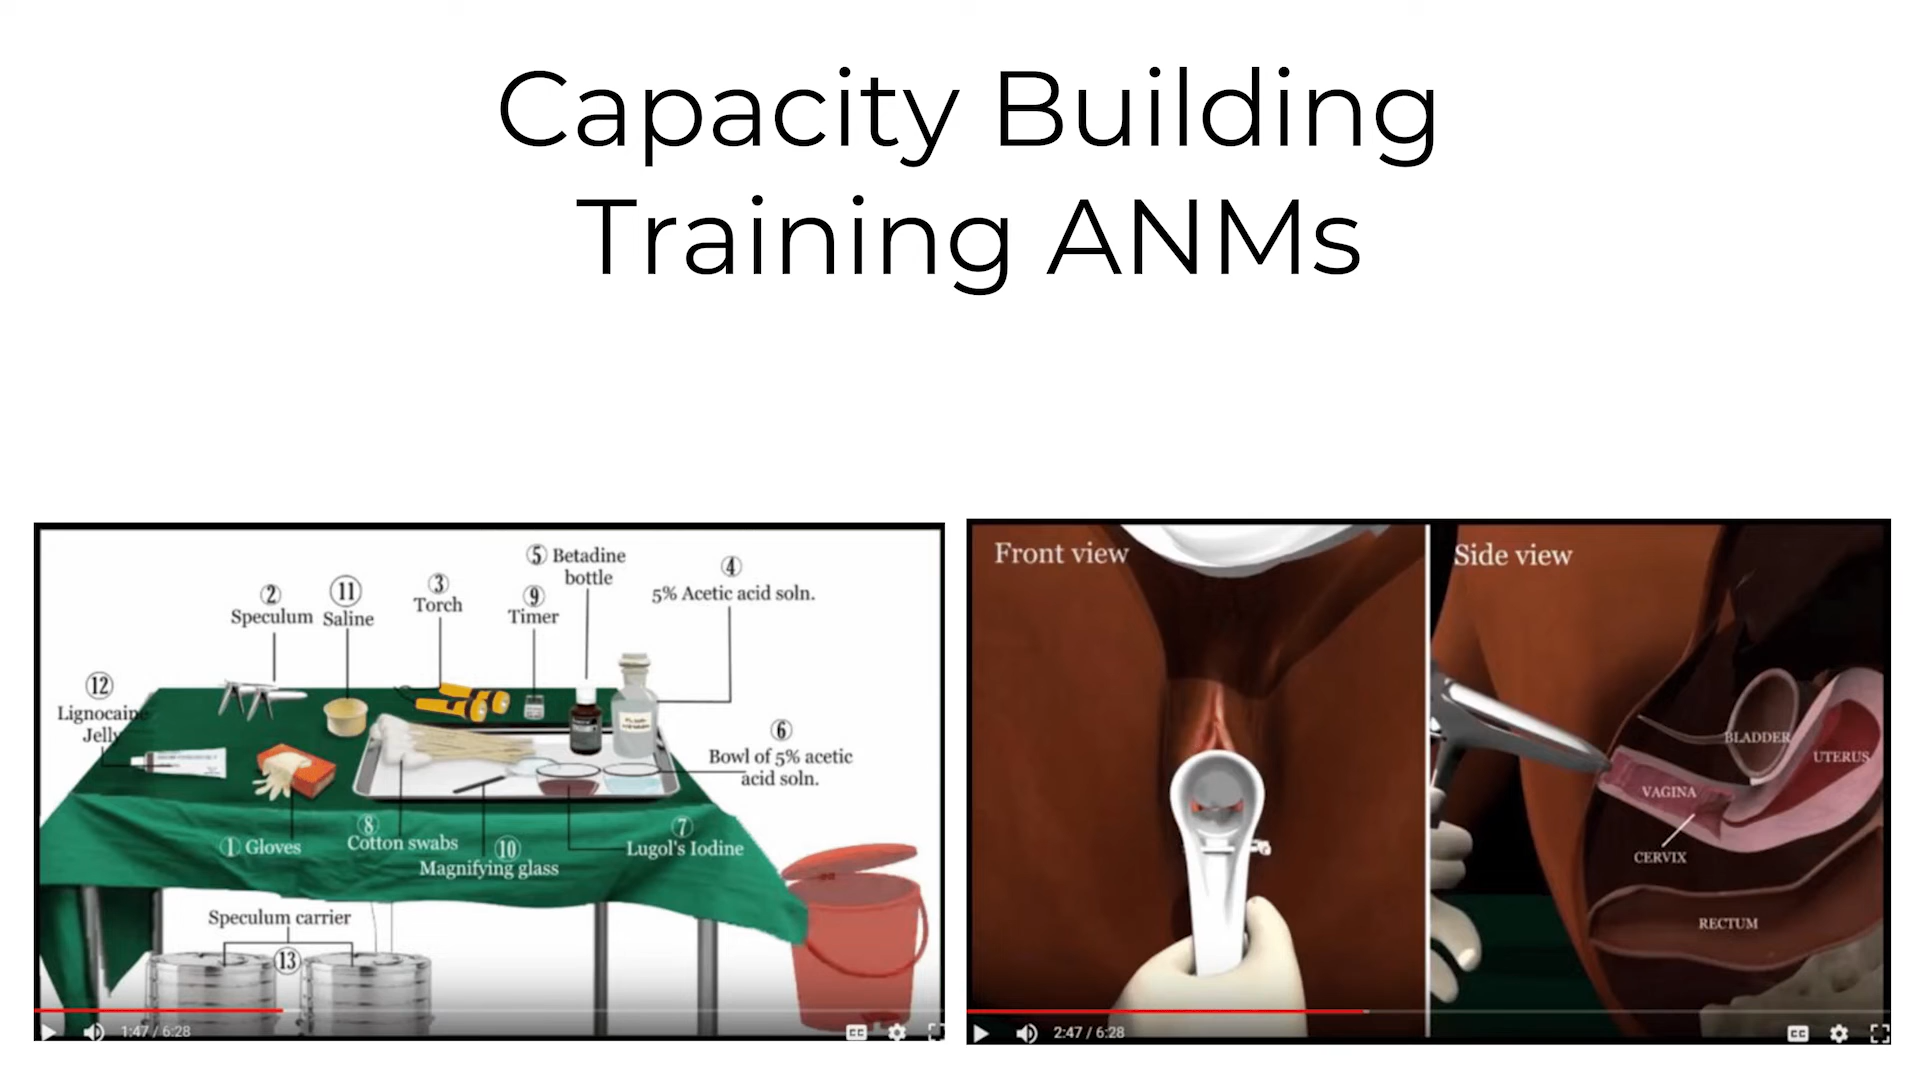 Capacity Building
Training ANMs
⑤ Betadine
bottle
④
5% Acetic acid soln.
③
Torch
⑨
Timer
②
Speculum
⑪
Saline
⑫
Lignocaine
Jelly
⑥
Bowl of 5% acetic
acid soln.
① Gloves
⑧
Cotton swabs
⑩
Magnifying glass
⑦
Lugol's Iodine
Speculum carrier
⑬
1:47 / 6:28
CC
Front view
Side view
BLADDER
UTERUS
VAGINA
CERVIX
RECTUM
2:47 / 6:28
CC